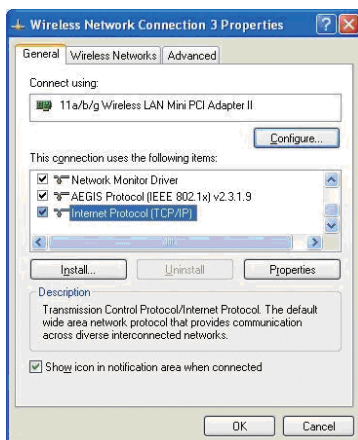 Wireless Network Connection 3 Properties
General Wireless Networks Advanced
Connect using:
11a/b/g Wireless LAN Mini PCI Adapter II
Configure...
This connection uses the following items:
Network Monitor Driver
AEGIS Protocol (IEEE 802.1x) v2.3.1.9
Internet Protocol (TCP/IP)
Install... Uninstall Properties
Description
Transmission Control Protocol/Internet Protocol. The default
wide area network protocol that provides communication
across diverse interconnected networks.
Show icon in notification area when connected
OK Cancel